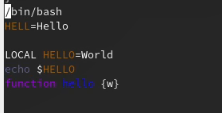 /bin/bash
HELL=Hello
LOCAL HELLO=World
echo $HELLO
function hello {w}